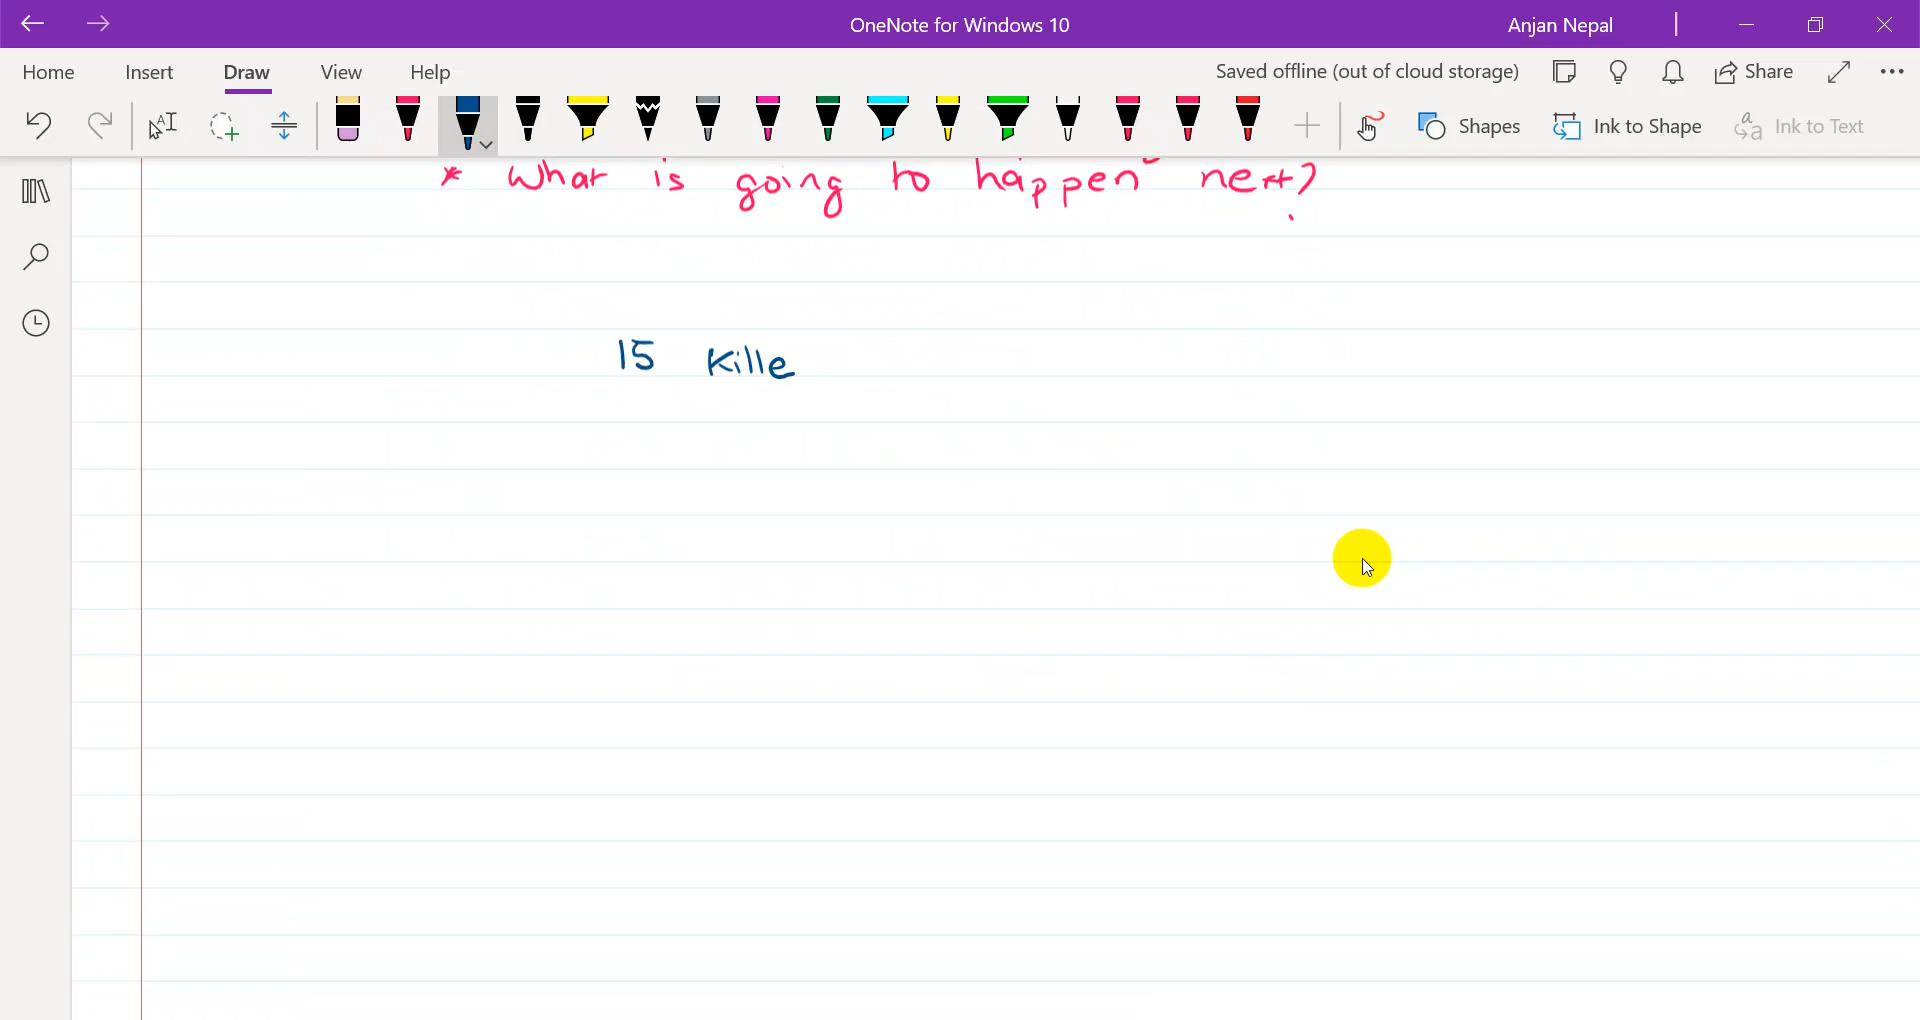 OneNote for Windows 10
Anjan Nepal
Home Insert Draw View Help
Saved offline (out of cloud storage)
Share
Shapes
Ink to Shape
Ink to Text
* What is going to happen next?
15 Kille